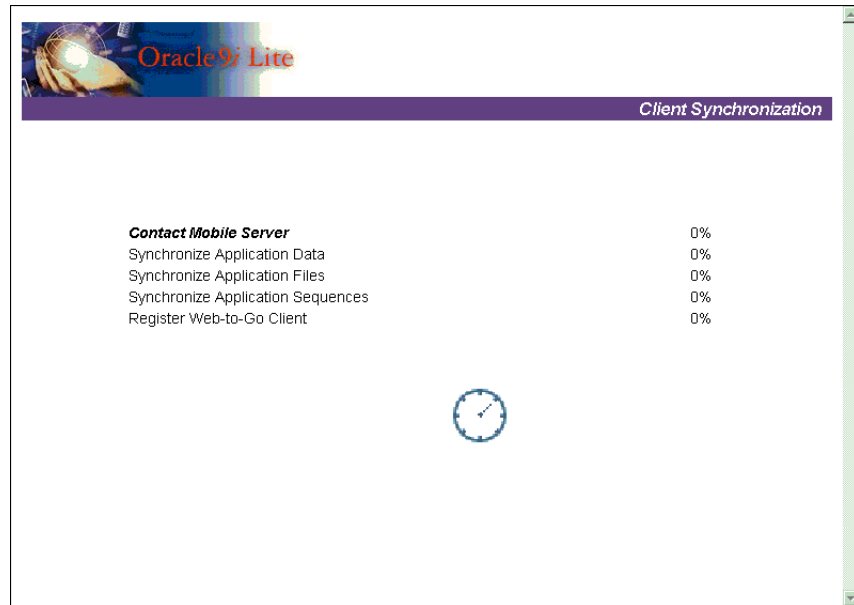 Oracle9i Lite
Client Synchronization
Contact Mobile Server 0%
Synchronize Application Data 0%
Synchronize Application Files 0%
Synchronize Application Sequences 0%
Register Web-to-Go Client 0%